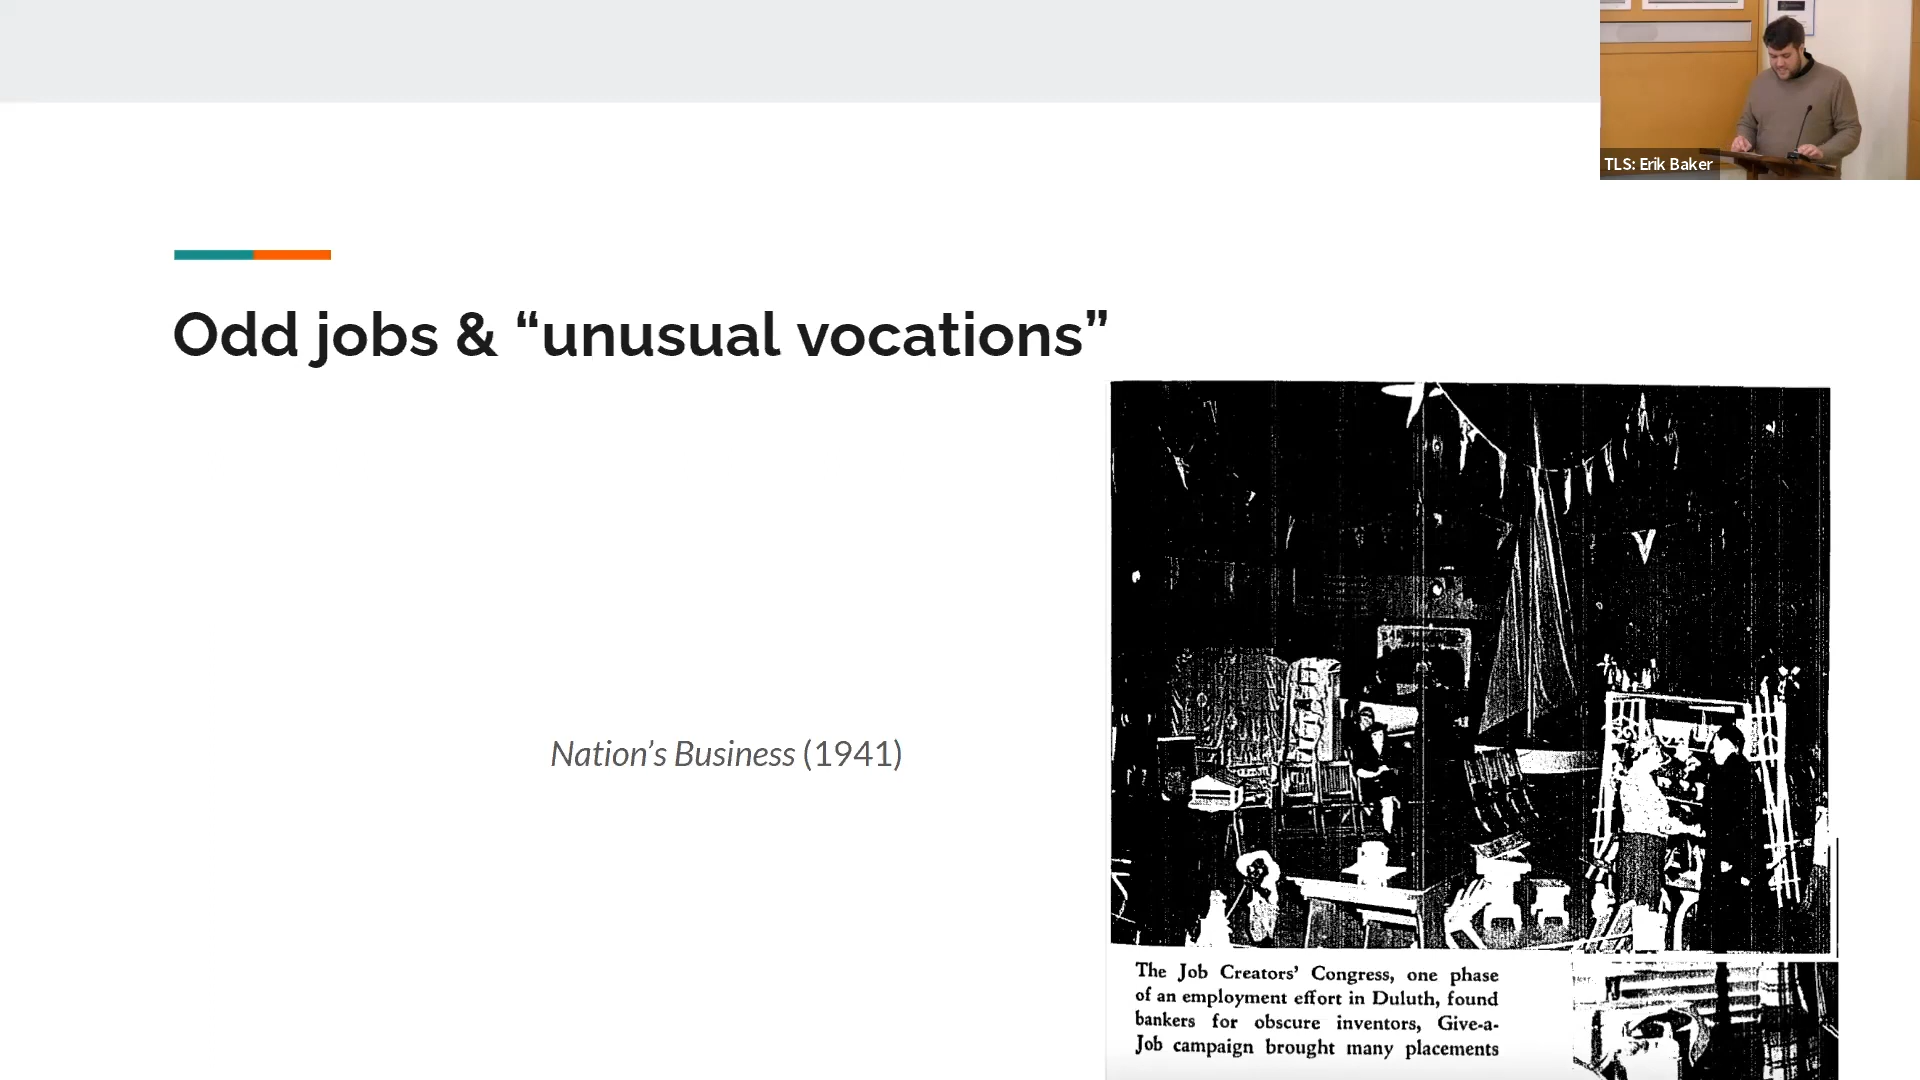 TLS: Erik Baker
Odd jobs & “unusual vocations”
Nation’s Business (1941)
The Job Creators’ Congress, one phase
of an employment effort in Duluth, found
bankers for obscure inventors, Give-a-
Job campaign brought many placements